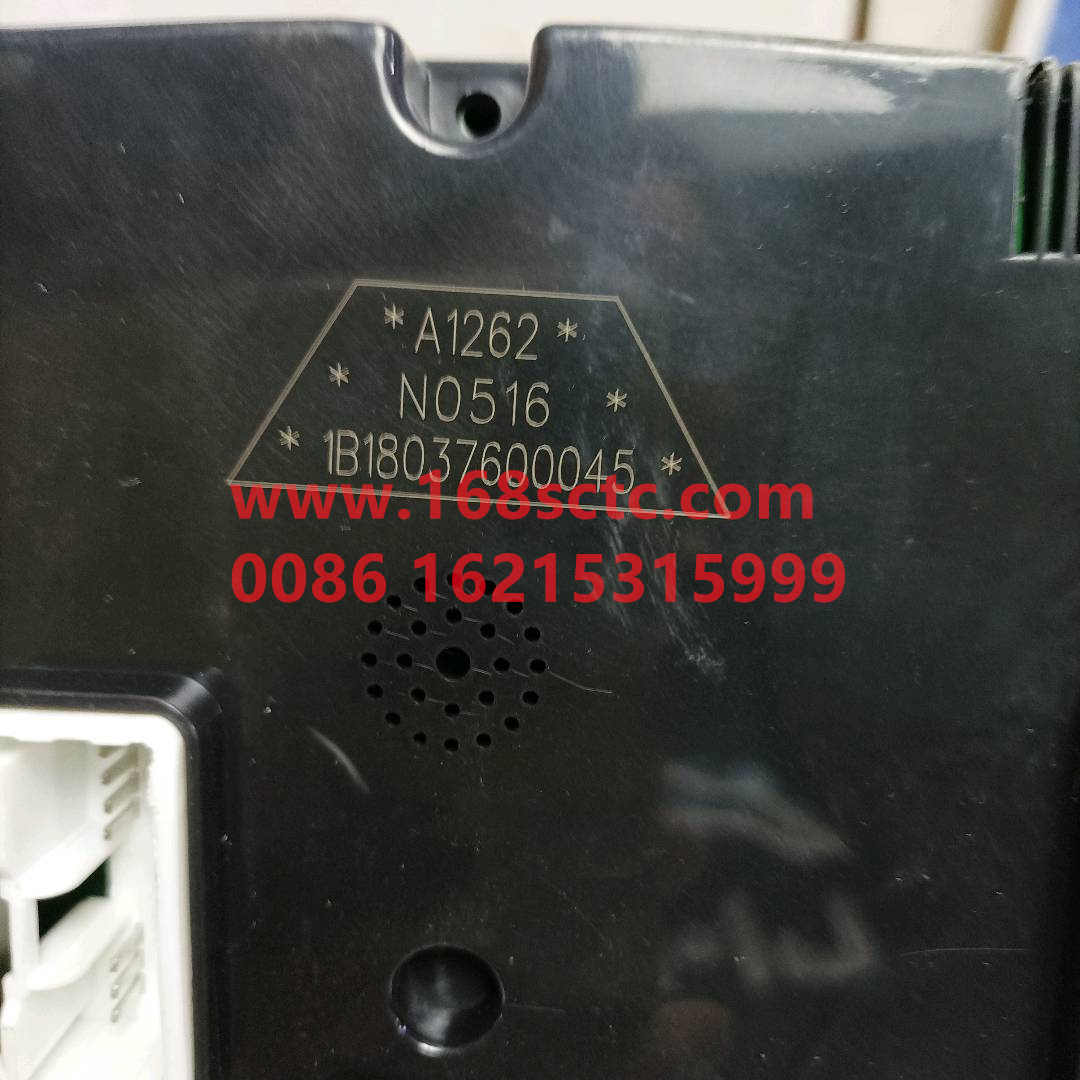 * A1262 *
* N0516 *
* 1B18037600045 *
www.168sctc.com
0086 16215315999